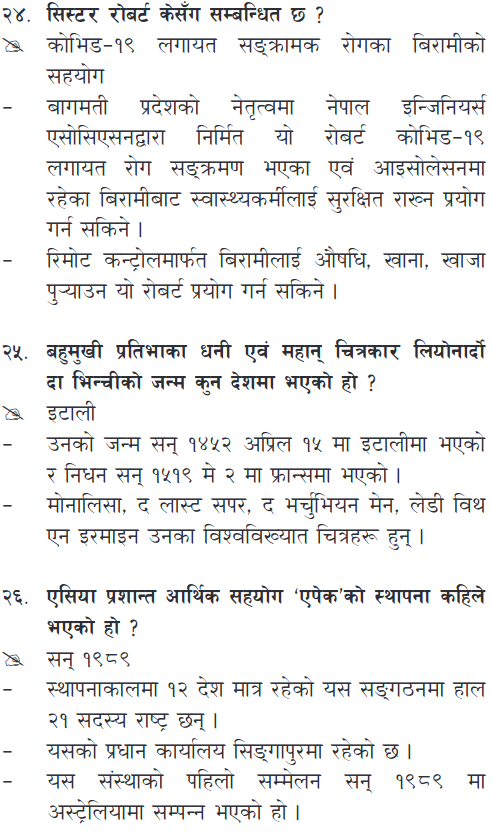 २४. सिस्टर रोबर्ट केसँग सम्बन्धित छ ?
कोभिड-१९ लगायत सङ्क्रामक रोगका बिरामीको
सहयोग
- बागमती प्रदेशको नेतृत्वमा नेपाल इन्जिनियर्स
एसोसिएसनद्वारा निर्मित यो रोबर्ट कोभिड-१९
लगायत रोग सङ्क्रमण भएका एवं आइसोलेसनमा
रहेका बिरामीबाट स्वास्थ्यकर्मीलाई सुरक्षित राख्न प्रयोग
गर्न सकिने ।
- रिमोट कन्ट्रोलमार्फत बिरामीलाई औषधि, खाना, खाजा
पुऱ्याउन यो रोबर्ट प्रयोग गर्न सकिने ।
२५. बहुमुखी प्रतिभाका धनी एवं महान् चित्रकार लियोनार्दो
दा भिन्चीको जन्म कुन देशमा भएको हो ?
इटाली
- उनको जन्म सन् १४५२ अप्रिल १५ मा इटालीमा भएको
र निधन सन् १५१९ मे २ मा फ्रान्समा भएको ।
- मोनालिसा, द लास्ट सपर, द भर्चुभियन मेन, लेडी विथ
एन इरमाइन उनका विश्वविख्यात चित्रहरू हुन् ।
२६. एसिया प्रशान्त आर्थिक सहयोग ‘एपेक’को स्थापना कहिले
भएको हो ?
सन् १९८९
- स्थापनाकालमा १२ देश मात्र रहेको यस सङ्गठनमा हाल
२१ सदस्य राष्ट्र छन् ।
- यसको प्रधान कार्यालय सिङ्गापुरमा रहेको छ ।
- यस संस्थाको पहिलो सम्मेलन सन् १९८९ मा
अस्ट्रेलियामा सम्पन्न भएको हो ।